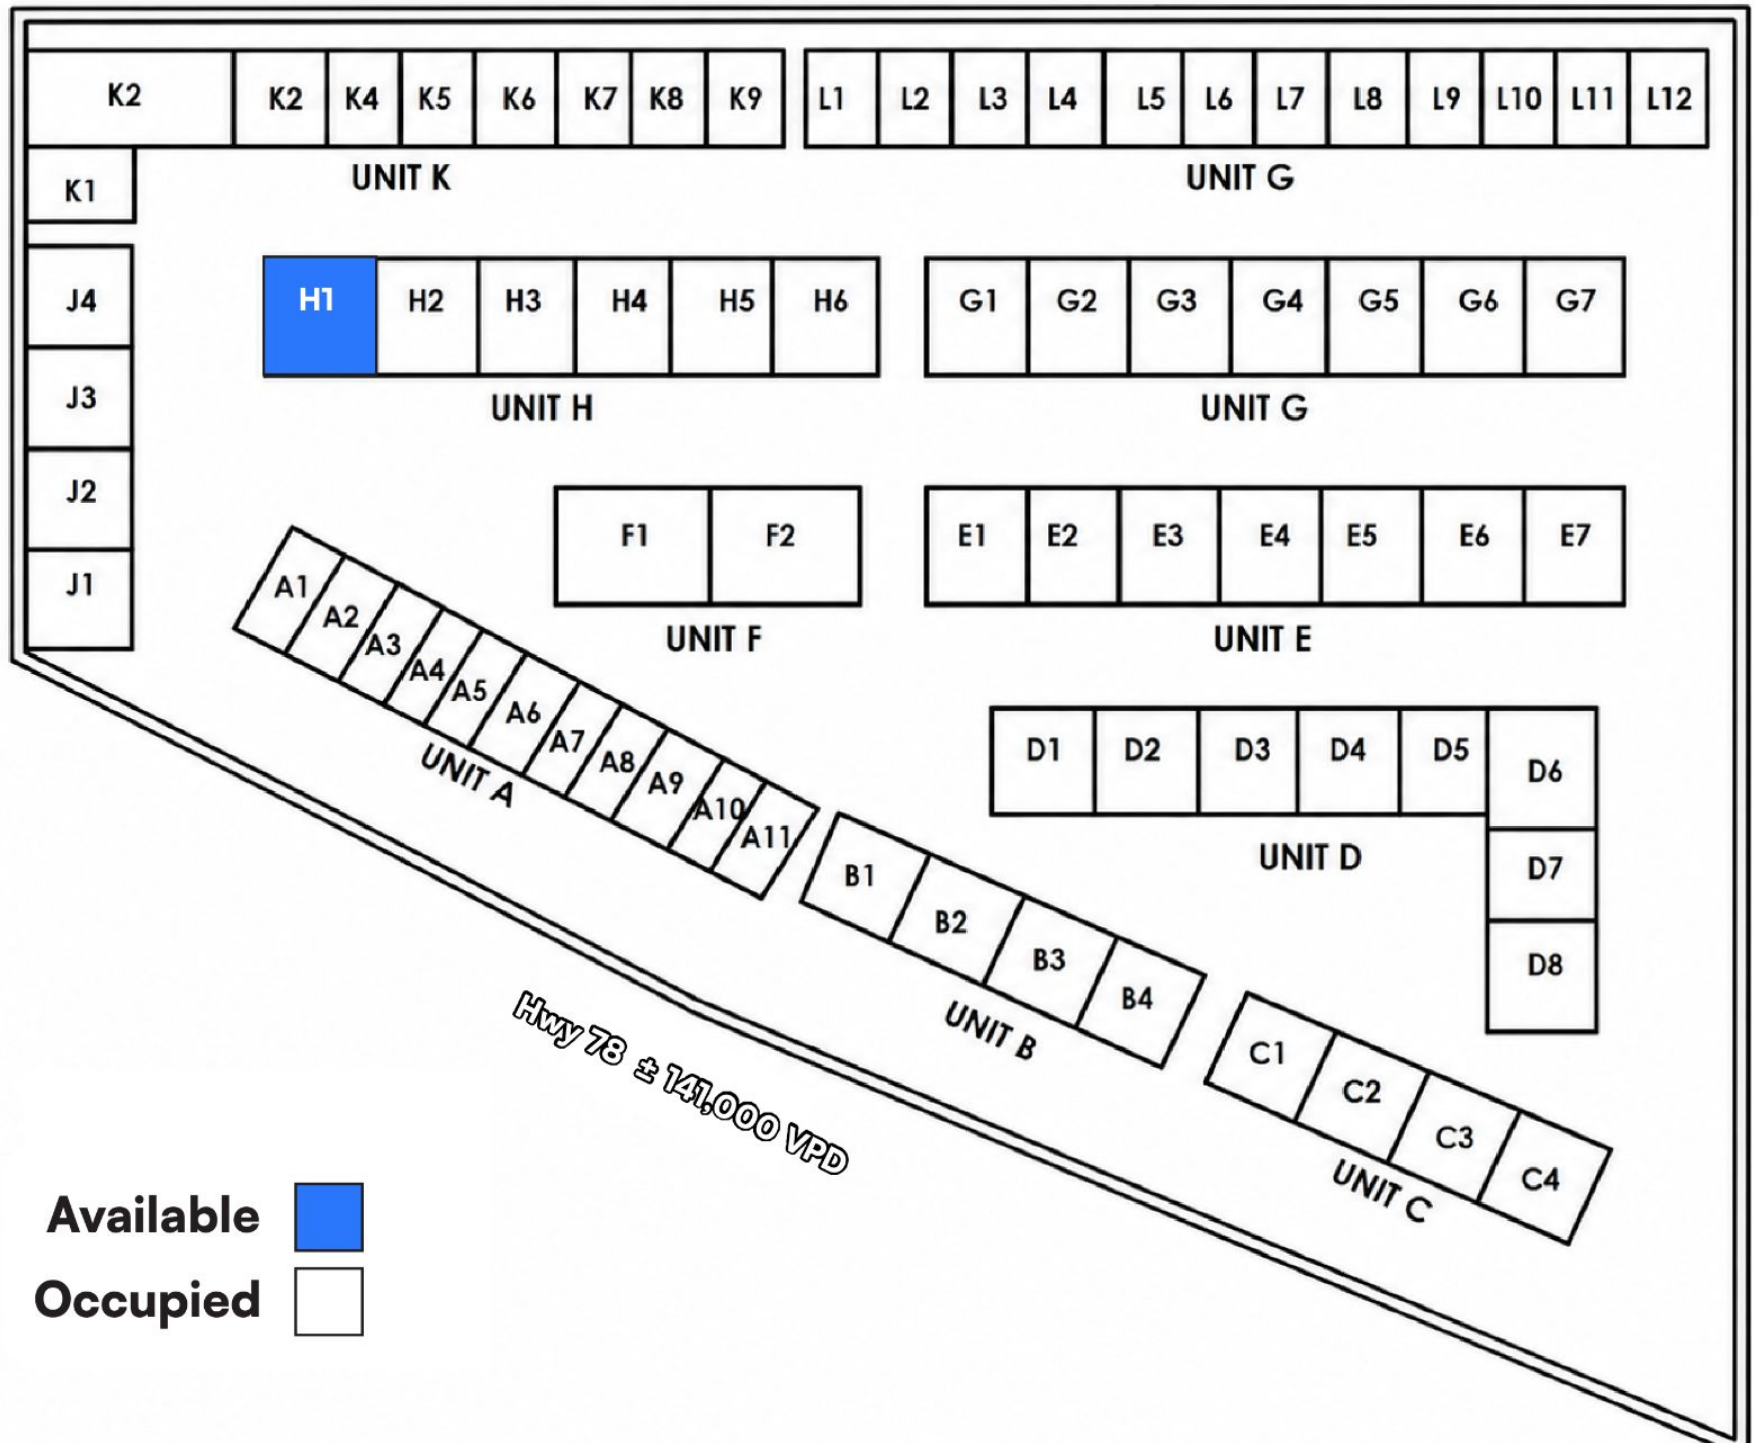 K2 K2 K4 K5 K6 K7 K8 K9 L1 L2 L3 L4 L5 L6 L7 L8 L9 L10 L11 L12
K1 UNIT K UNIT G
J4 H1 H2 H3 H4 H5 H6 G1 G2 G3 G4 G5 G6 G7
J3 UNIT H UNIT G
J2 F1 F2 E1 E2 E3 E4 E5 E6 E7
J1 UNIT F UNIT E
A1 A2 A3 A4 A5 A6 A7 A8 A9 A10 A11
UNIT A
D1 D2 D3 D4 D5 D6
UNIT D D7
D8
B1 B2 B3 B4
UNIT B
C1 C2 C3 C4
UNIT C
Hwy 78 ± 141,000 VPD
Available
Occupied